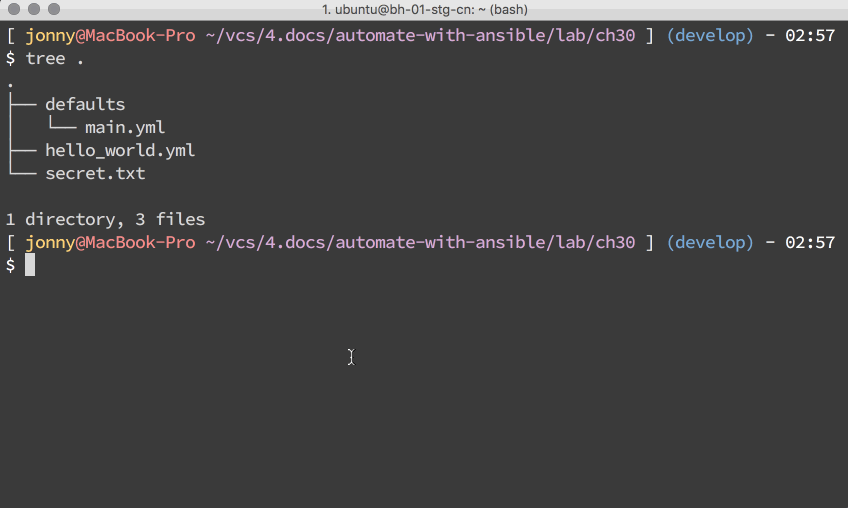 1. ubuntu@bh-01-stg-cn: ~ (bash)
[ jonny@MacBook-Pro ~/vcs/4.docs/automate-with-ansible/lab/ch30 ] (develop) - 02:57
$ tree .
.
├── defaults
│   └── main.yml
├── hello_world.yml
└── secret.txt
1 directory, 3 files
[ jonny@MacBook-Pro ~/vcs/4.docs/automate-with-ansible/lab/ch30 ] (develop) - 02:57
$